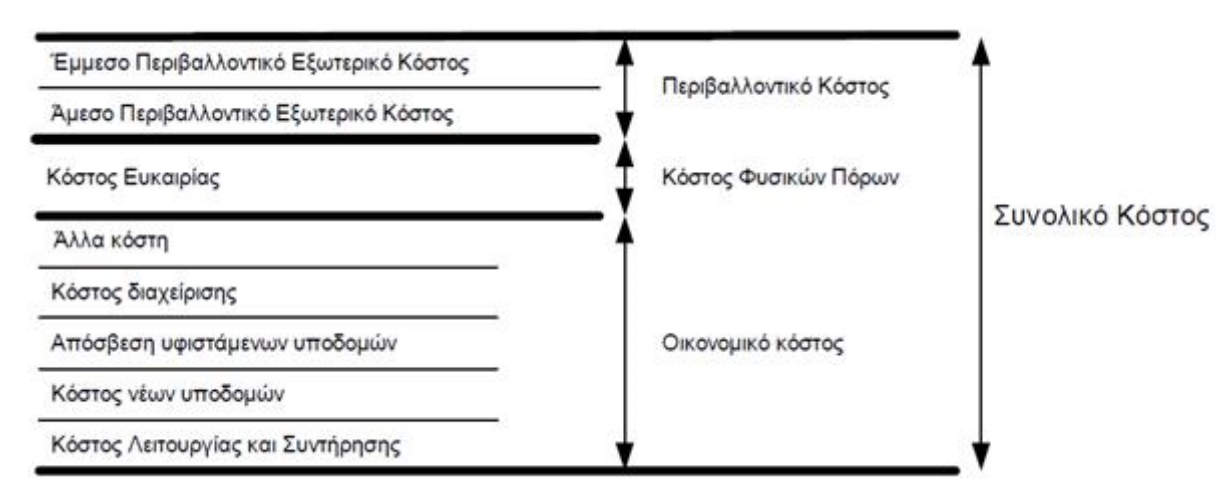 Έμμεσο Περιβαλλοντικό Εξωτερικό Κόστος
Περιβαλλοντικό Κόστος
Άμεσο Περιβαλλοντικό Εξωτερικό Κόστος
Κόστος Ευκαιρίας
Κόστος Φυσικών Πόρων
Συνολικό Κόστος
Άλλα κόστη
Κόστος διαχείρισης
Απόσβεση υφιστάμενων υποδομών
Οικονομικό κόστος
Κόστος νέων υποδομών
Κόστος Λειτουργίας και Συντήρησης